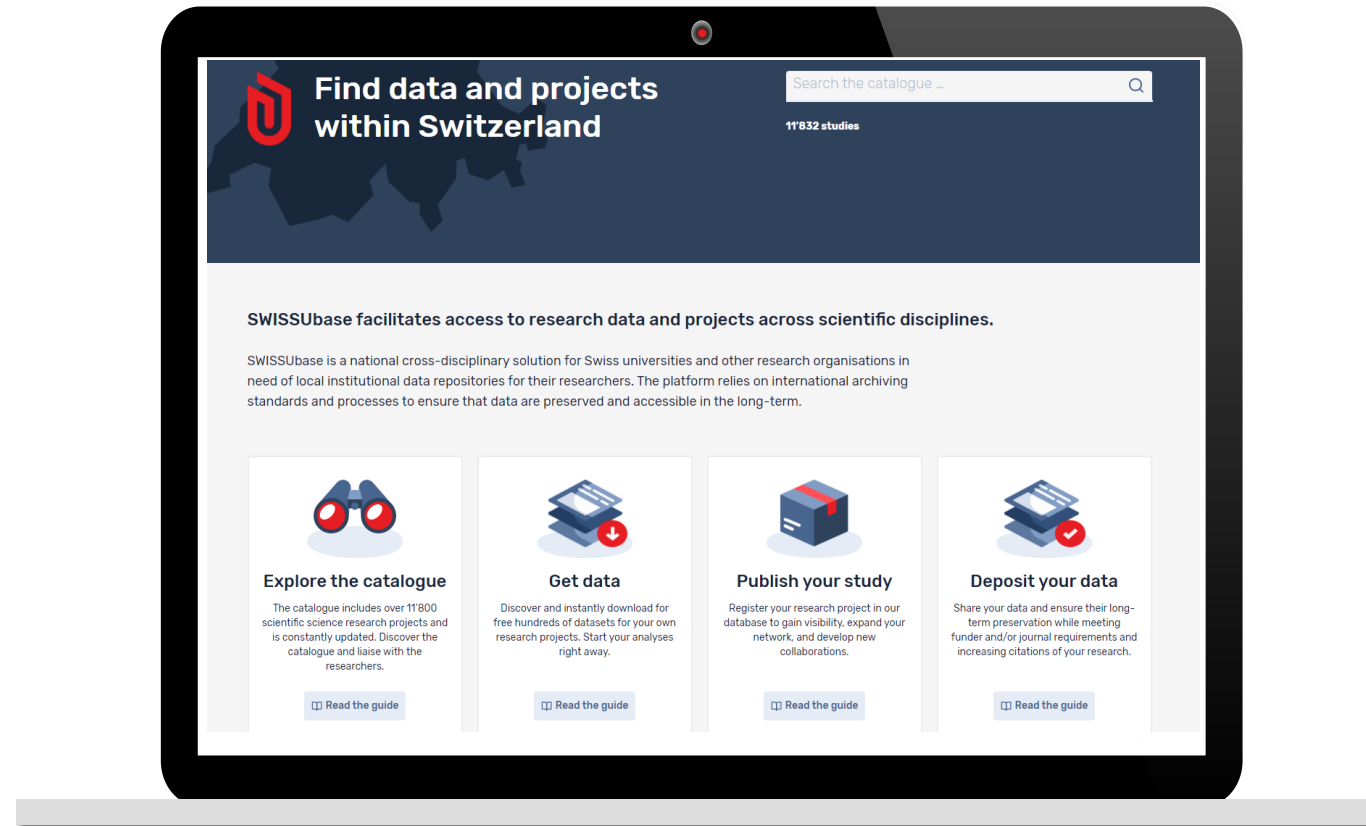 Find data and projects
within Switzerland
Search the catalogue ...
11'832 studies
SWISSUbase facilitates access to research data and projects across scientific disciplines.
SWISSUbase is a national cross-disciplinary solution for Swiss universities and other research organisations in
need of local institutional data repositories for their researchers. The platform relies on international archiving
standards and processes to ensure that data are preserved and accessible in the long-term.
Explore the catalogue
The catalogue includes over 11'800
scientific science research projects and
is constantly updated. Discover the
catalogue and liaise with the
researchers.
Read the guide
Get data
Discover and instantly download for
free hundreds of datasets for your own
research projects. Start your analyses
right away.
Read the guide
Publish your study
Register your research project in our
database to gain visibility, expand your
network, and develop new
collaborations.
Read the guide
Deposit your data
Share your data and ensure their long-
term preservation while meeting
funder and/or journal requirements and
increasing citations of your research.
Read the guide